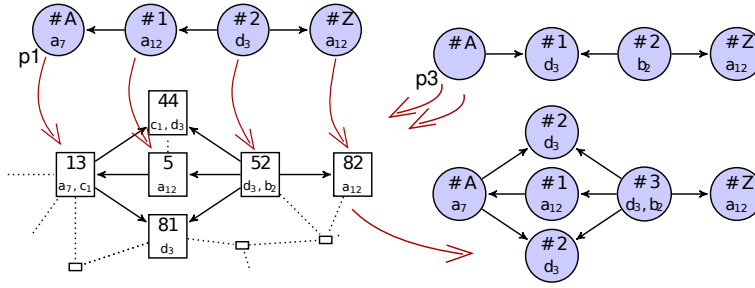 #A
a₇
#1
a₁₂
#2
d₃
#Z
a₁₂
p1
44
c₁, d₃
13
a₇, c₁
5
a₁₂
52
d₃, b₂
82
a₁₂
81
d₃
#A
#1
d₃
#2
b₂
#Z
a₁₂
p3
#2
d₃
#A
a₇
#1
a₁₂
#3
d₃, b₂
#Z
a₁₂
#2
d₃